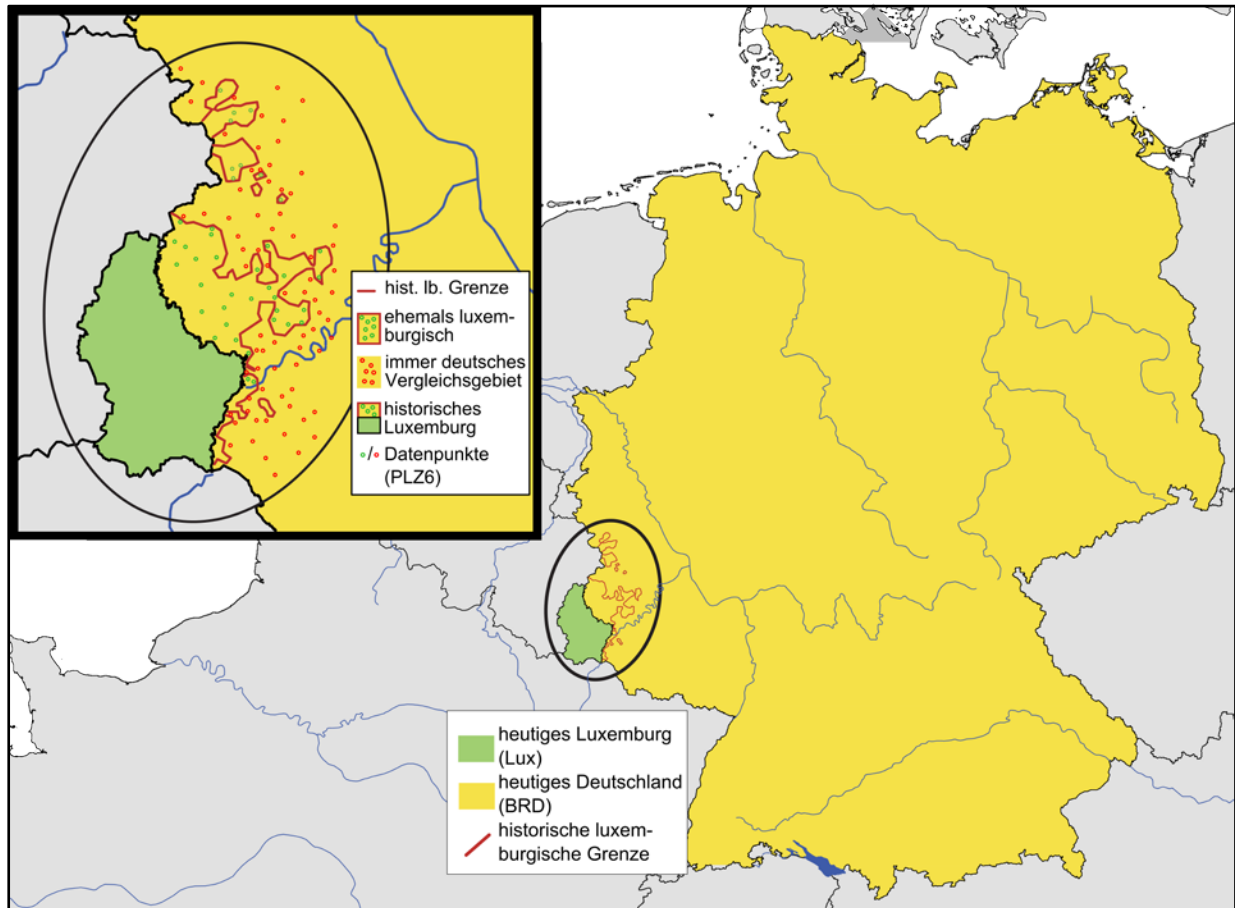 hist. lb. Grenze
ehemals luxem-
burgisch
immer deutsches
Vergleichsgebiet
historisches
Luxemburg
/ Datenpunkte
(PLZ6)
heutiges Luxemburg
(Lux)
heutiges Deutschland
(BRD)
historische luxem-
burgische Grenze